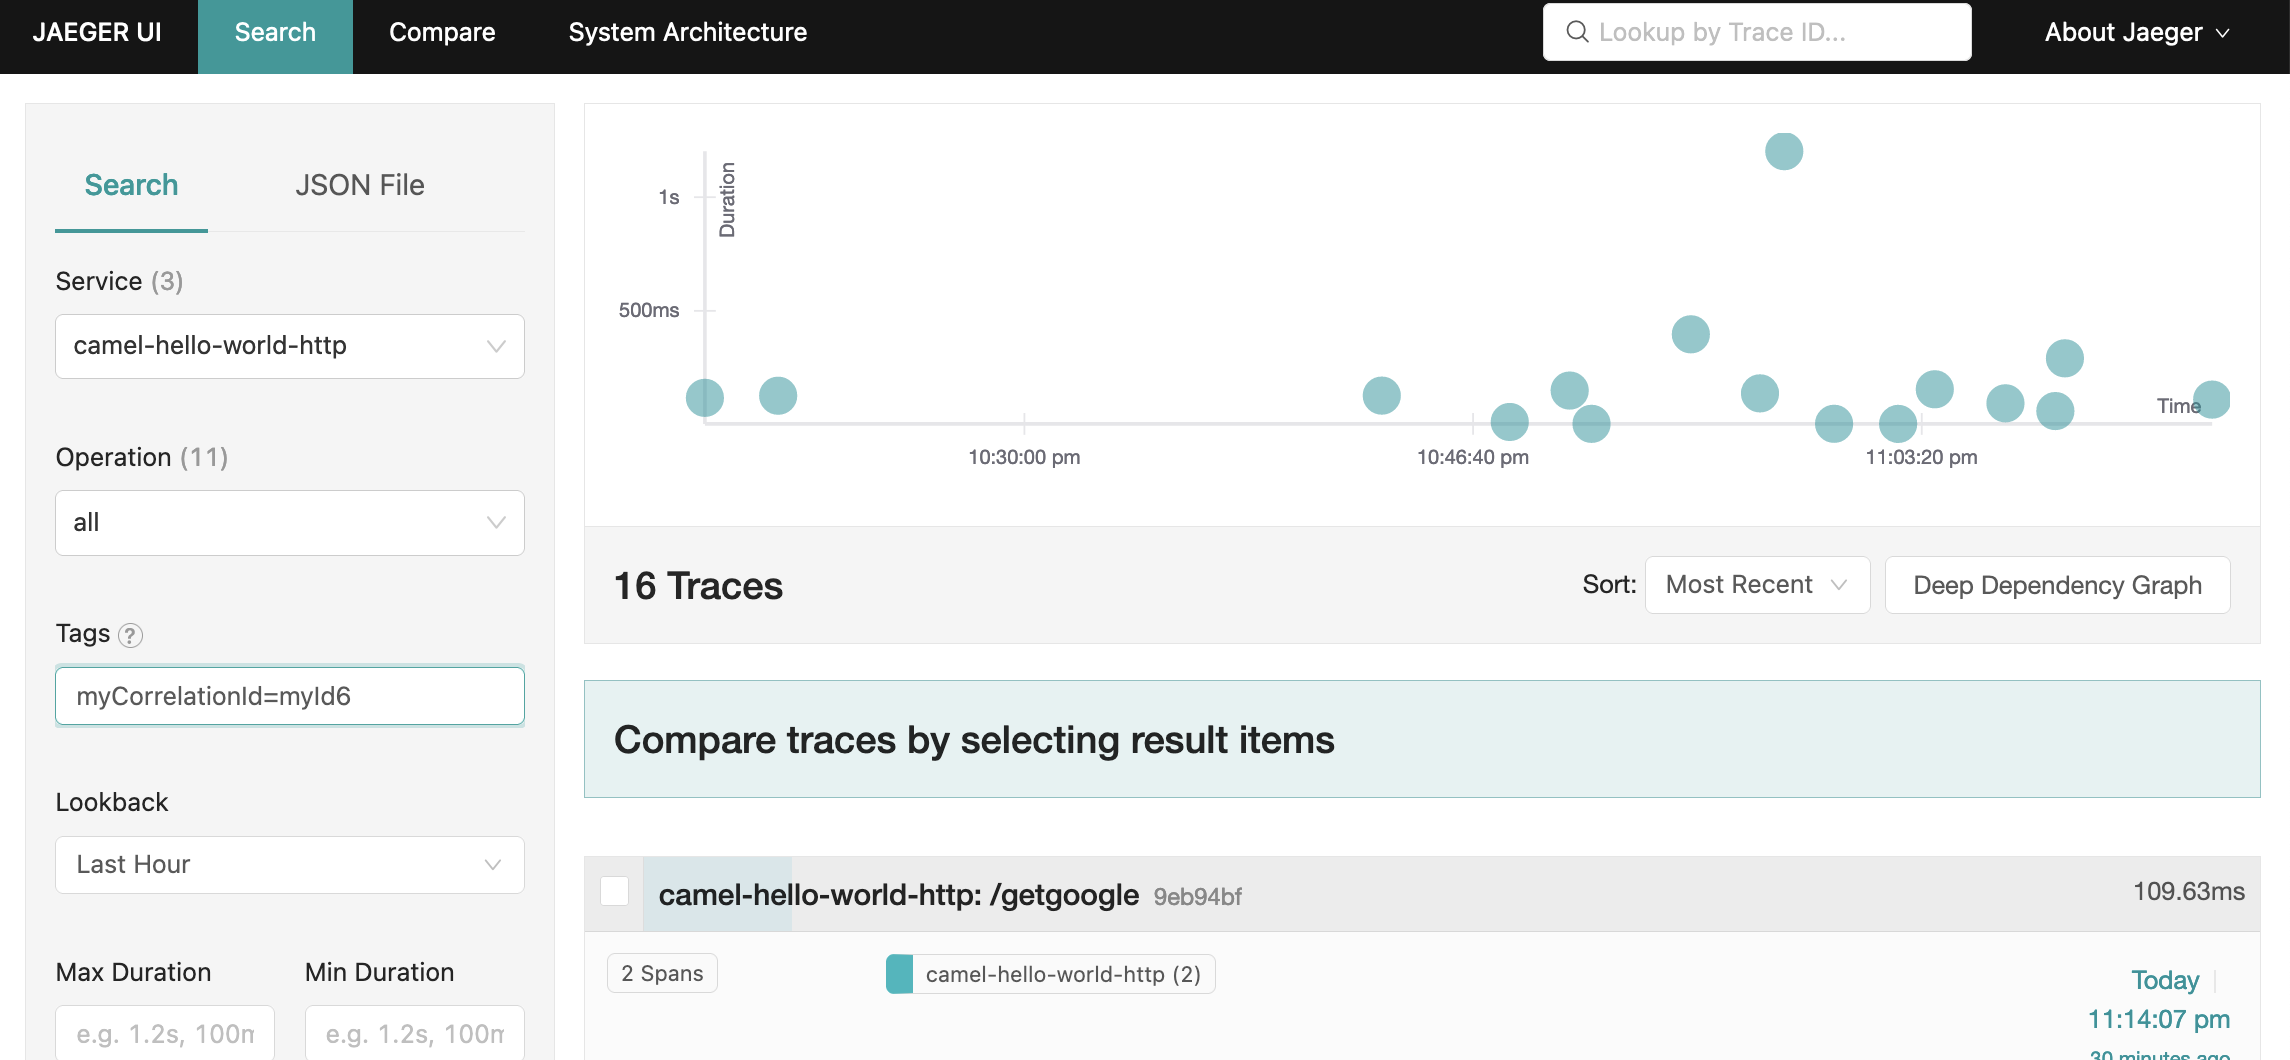 JAEGER UI
Search
Compare
System Architecture
Lookup by Trace ID...
About Jaeger
Search
JSON File
Service (3)
camel-hello-world-http
Operation (11)
all
Tags ?
myCorrelationId=myId6
Lookback
Last Hour
Max Duration
Min Duration
e.g. 1.2s, 100m
e.g. 1.2s, 100m
Duration
1s
500ms
Time
10:30:00 pm
10:46:40 pm
11:03:20 pm
16 Traces
Sort: Most Recent
Deep Dependency Graph
Compare traces by selecting result items
camel-hello-world-http: /getgoogle 9eb94bf
109.63ms
2 Spans
camel-hello-world-http (2)
Today
11:14:07 pm
30 minutes ago